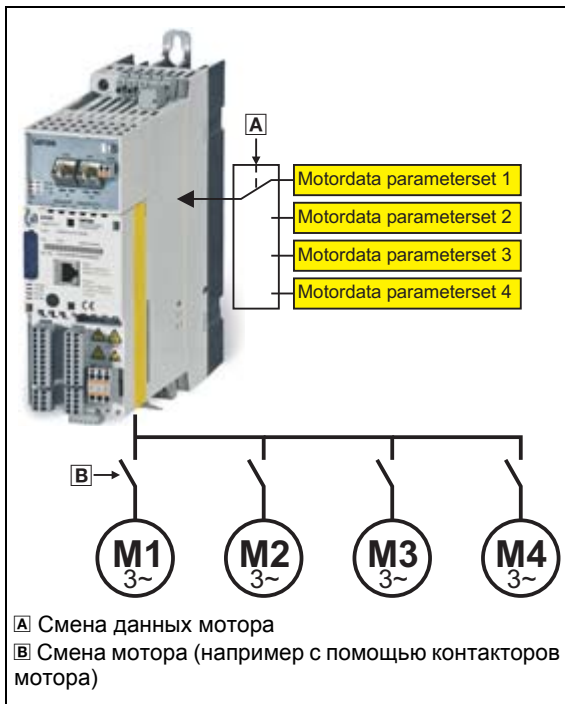 A
Motordata parameterset 1
Motordata parameterset 2
Motordata parameterset 3
Motordata parameterset 4
B
M1
3~
M2
3~
M3
3~
M4
3~
A Смена данных мотора
B Смена мотора (например с помощью контакторов
мотора)